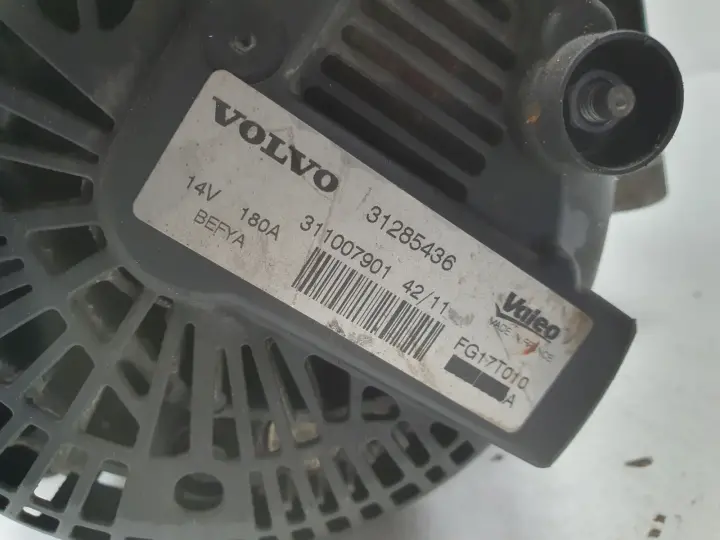 VOLVO
31285436
14V 180A 311007901 42/11
BEFYA
Valeo
MADE IN FRANCE
FG17T010
A